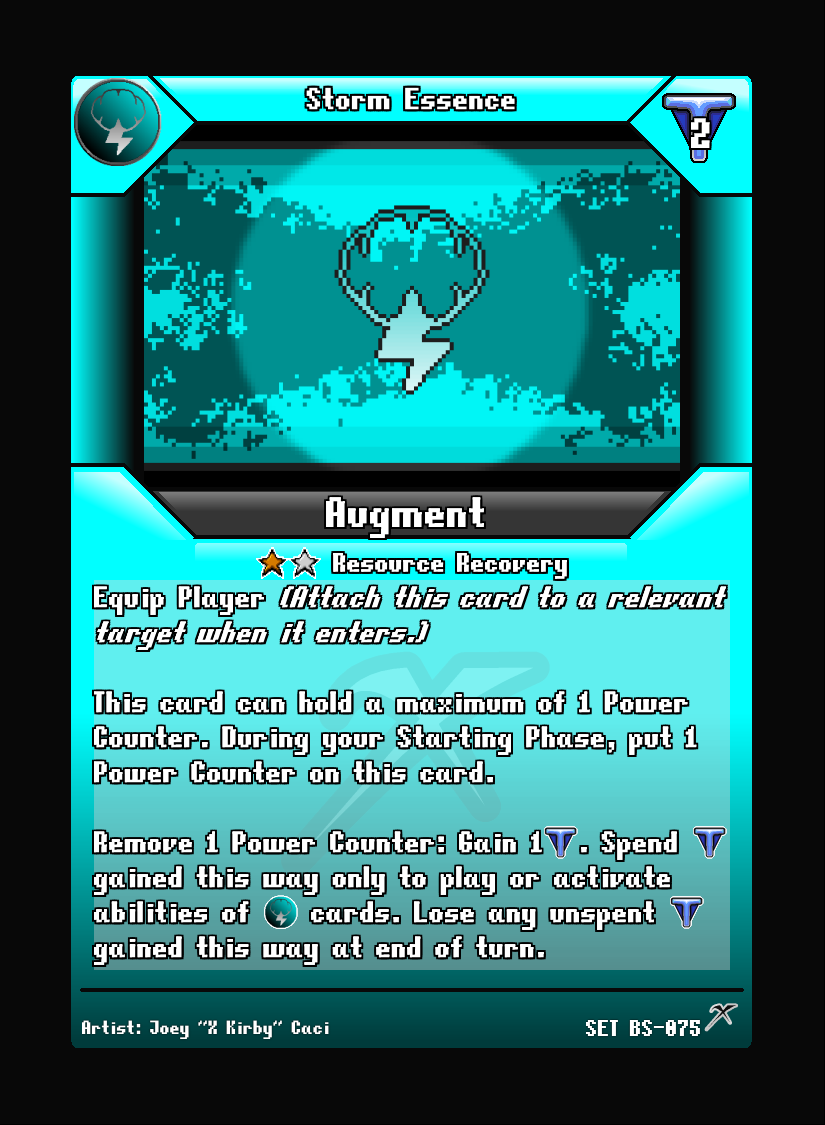 Storm Essence
2
Augment
Resource Recovery
Equip Player (Attach this card to a relevant
target when it enters.)
This card can hold a maximum of 1 Power
Counter. During your Starting Phase, put 1
Power Counter on this card.
Remove 1 Power Counter: Gain 1 . Spend
gained this way only to play or activate
abilities of cards. Lose any unspent
gained this way at end of turn.
Artist: Joey "X Kirby" Caci
SET BS-075